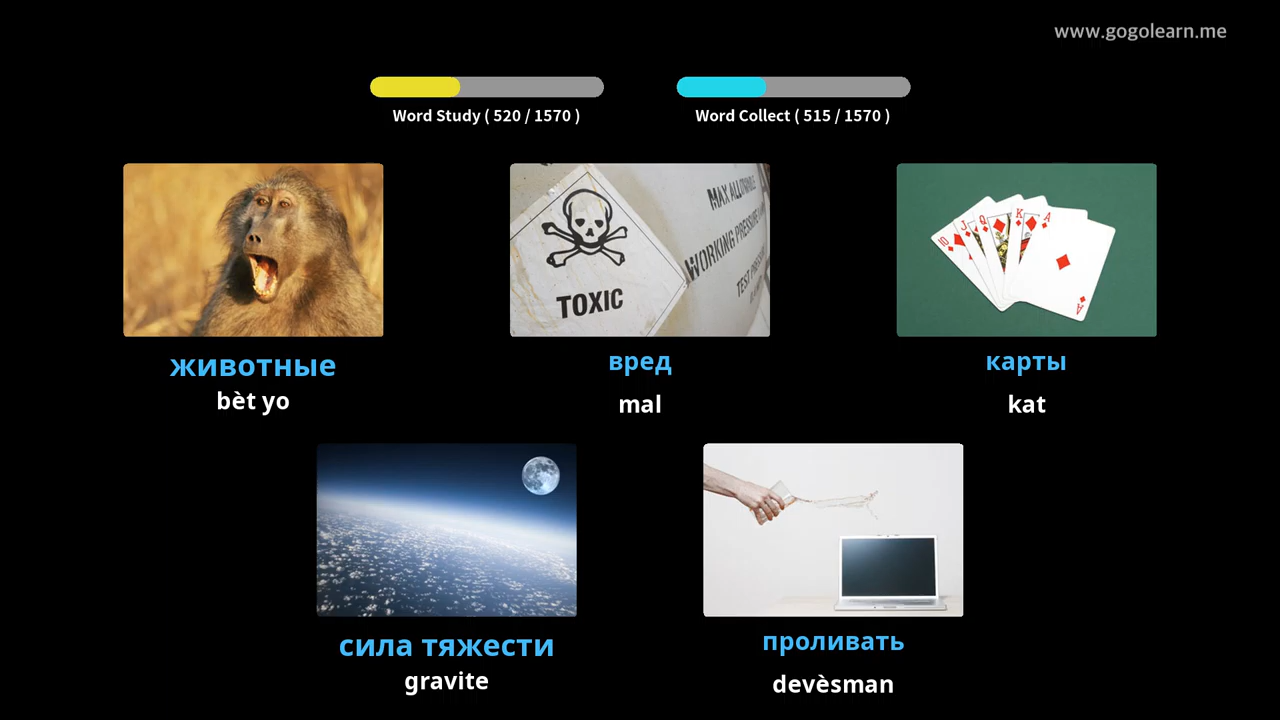 www.gogolearn.me
Word Study ( 520 / 1570 )
Word Collect ( 515 / 1570 )
TOXIC
MAX ALLOWABLE
WORKING PRESSURE
TEST
10 J Q K A
A
животные
bèt yo
вред
mal
карты
kat
сила тяжести
gravite
проливать
devèsman